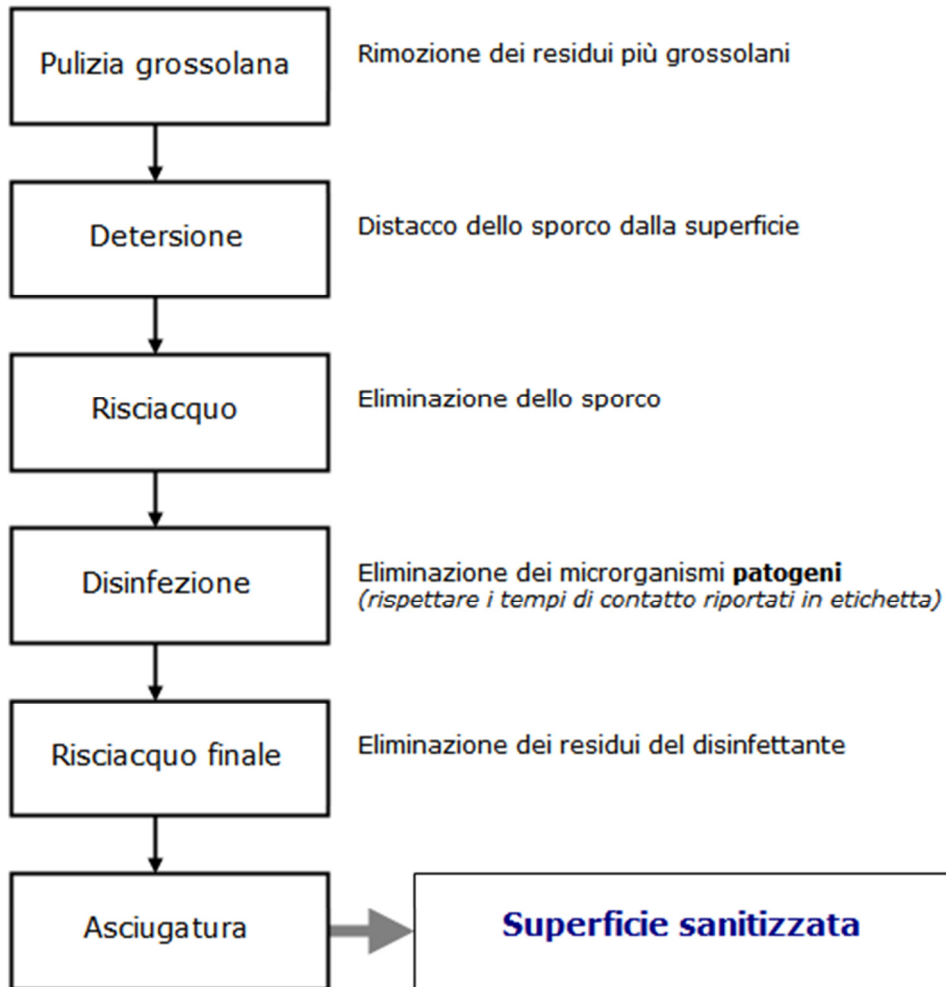 Pulizia grossolana
Rimozione dei residui più grossolani
Detersione
Distacco dello sporco dalla superficie
Risciacquo
Eliminazione dello sporco
Disinfezione
Eliminazione dei microrganismi patogeni
(rispettare i tempi di contatto riportati in etichetta)
Risciacquo finale
Eliminazione dei residui del disinfettante
Asciugatura
Superficie sanitizzata